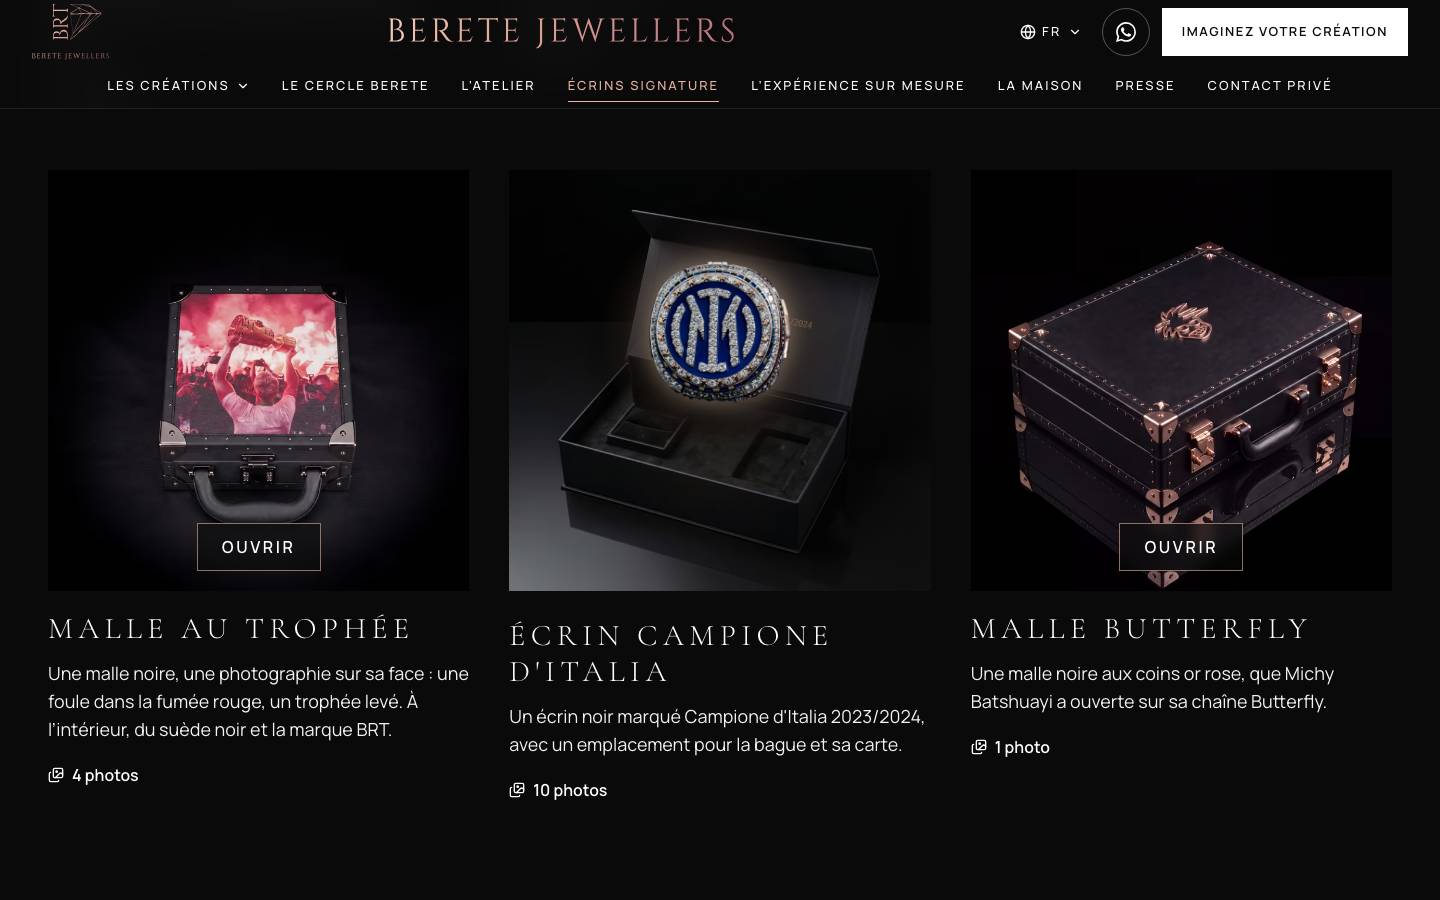 BRT
BERETE JEWELLERS
BERETE JEWELLERS
FR
IMAGINEZ VOTRE CRÉATION
LES CRÉATIONS
LE CERCLE BERETE
L'ATELIER
ÉCRINS SIGNATURE
L'EXPÉRIENCE SUR MESURE
LA MAISON
PRESSE
CONTACT PRIVÉ
OUVRIR
OUVRIR
MALLE AU TROPHÉE
Une malle noire, une photographie sur sa face : une
foule dans la fumée rouge, un trophée levé. À
l'intérieur, du suède noir et la marque BRT.
4 photos
ÉCRIN CAMPIONE
D'ITALIA
Un écrin noir marqué Campione d'Italia 2023/2024,
avec un emplacement pour la bague et sa carte.
10 photos
MALLE BUTTERFLY
Une malle noire aux coins or rose, que Michy
Batshuayi a ouverte sur sa chaîne Butterfly.
1 photo